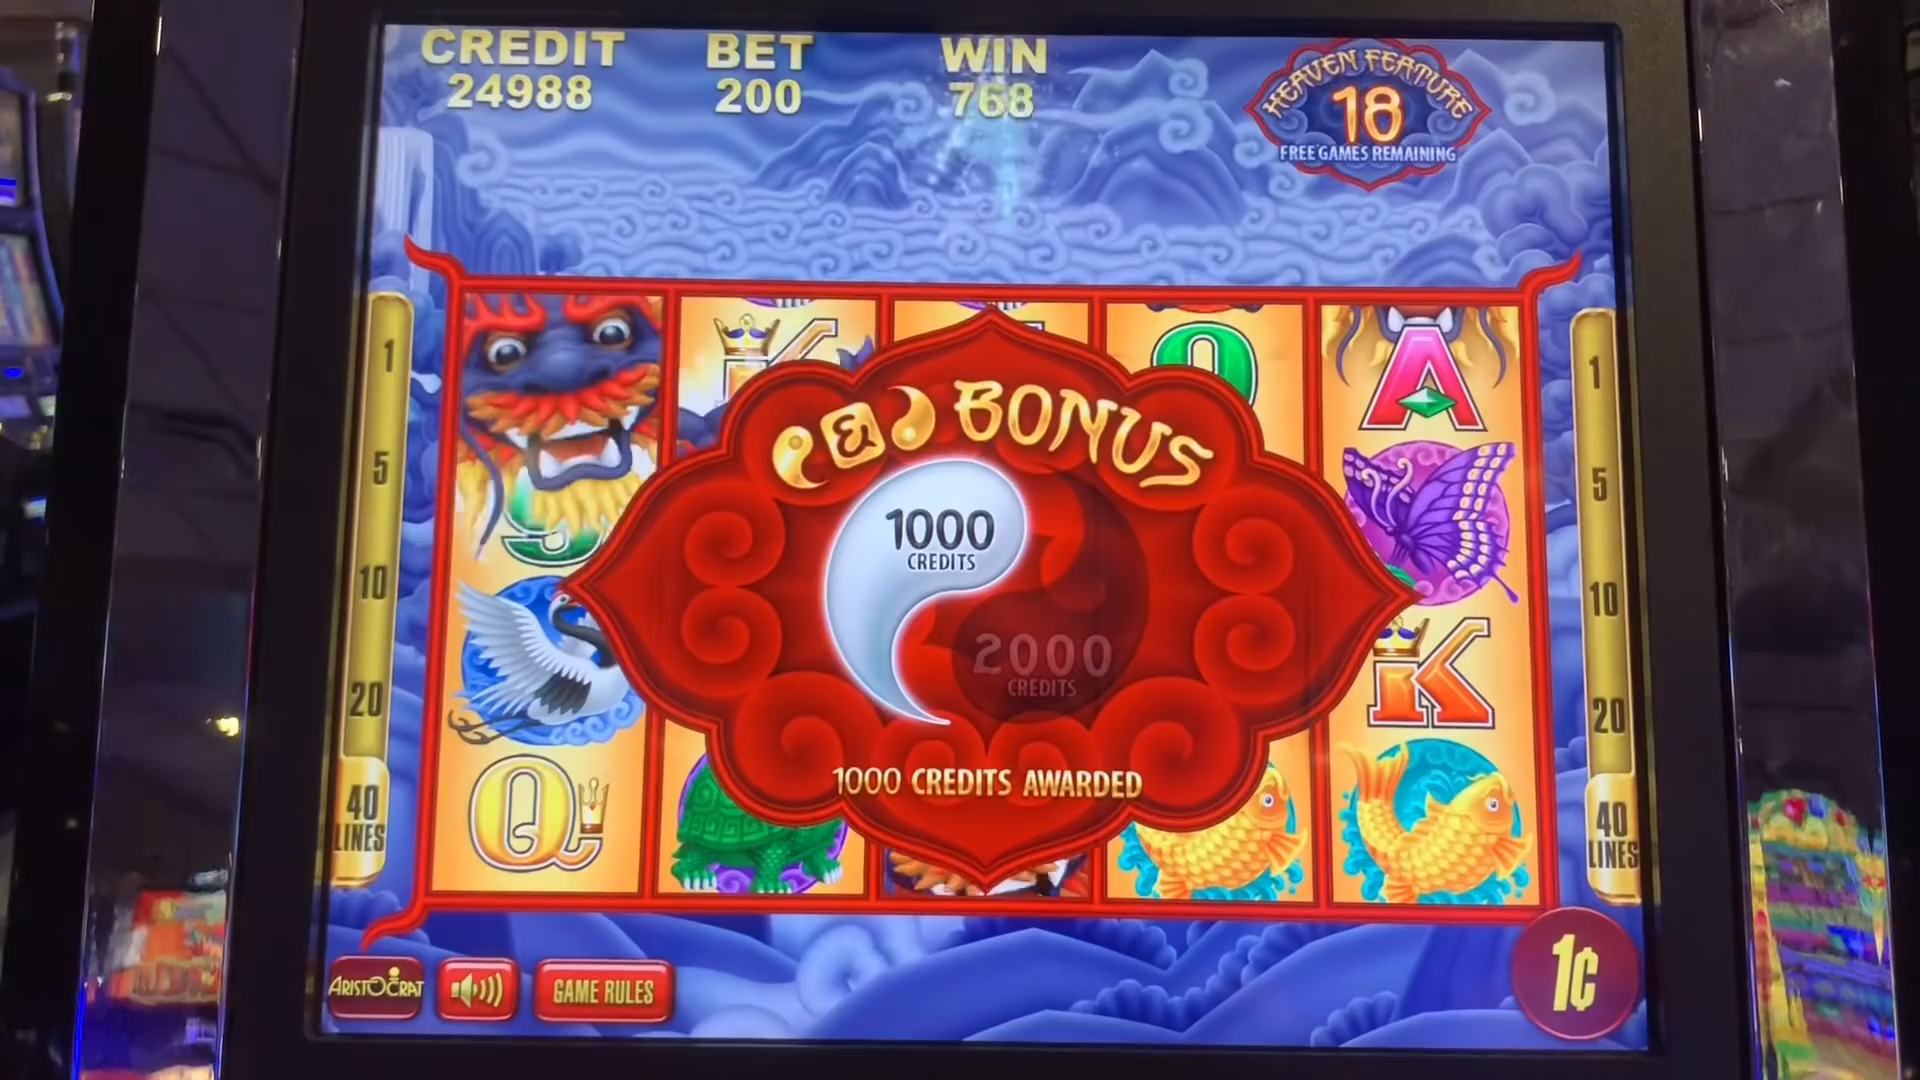 CREDIT
24988
BET
200
WIN
768
HEAVEN FEATURE
18
FREE GAMES REMAINING
1
5
10
20
40
LINES
K
A
K
Q
& BONUS
1000
CREDITS
2000
CREDITS
1000 CREDITS AWARDED
1
5
10
20
40
LINES
ARISTOCRAT
GAME RULES
1¢